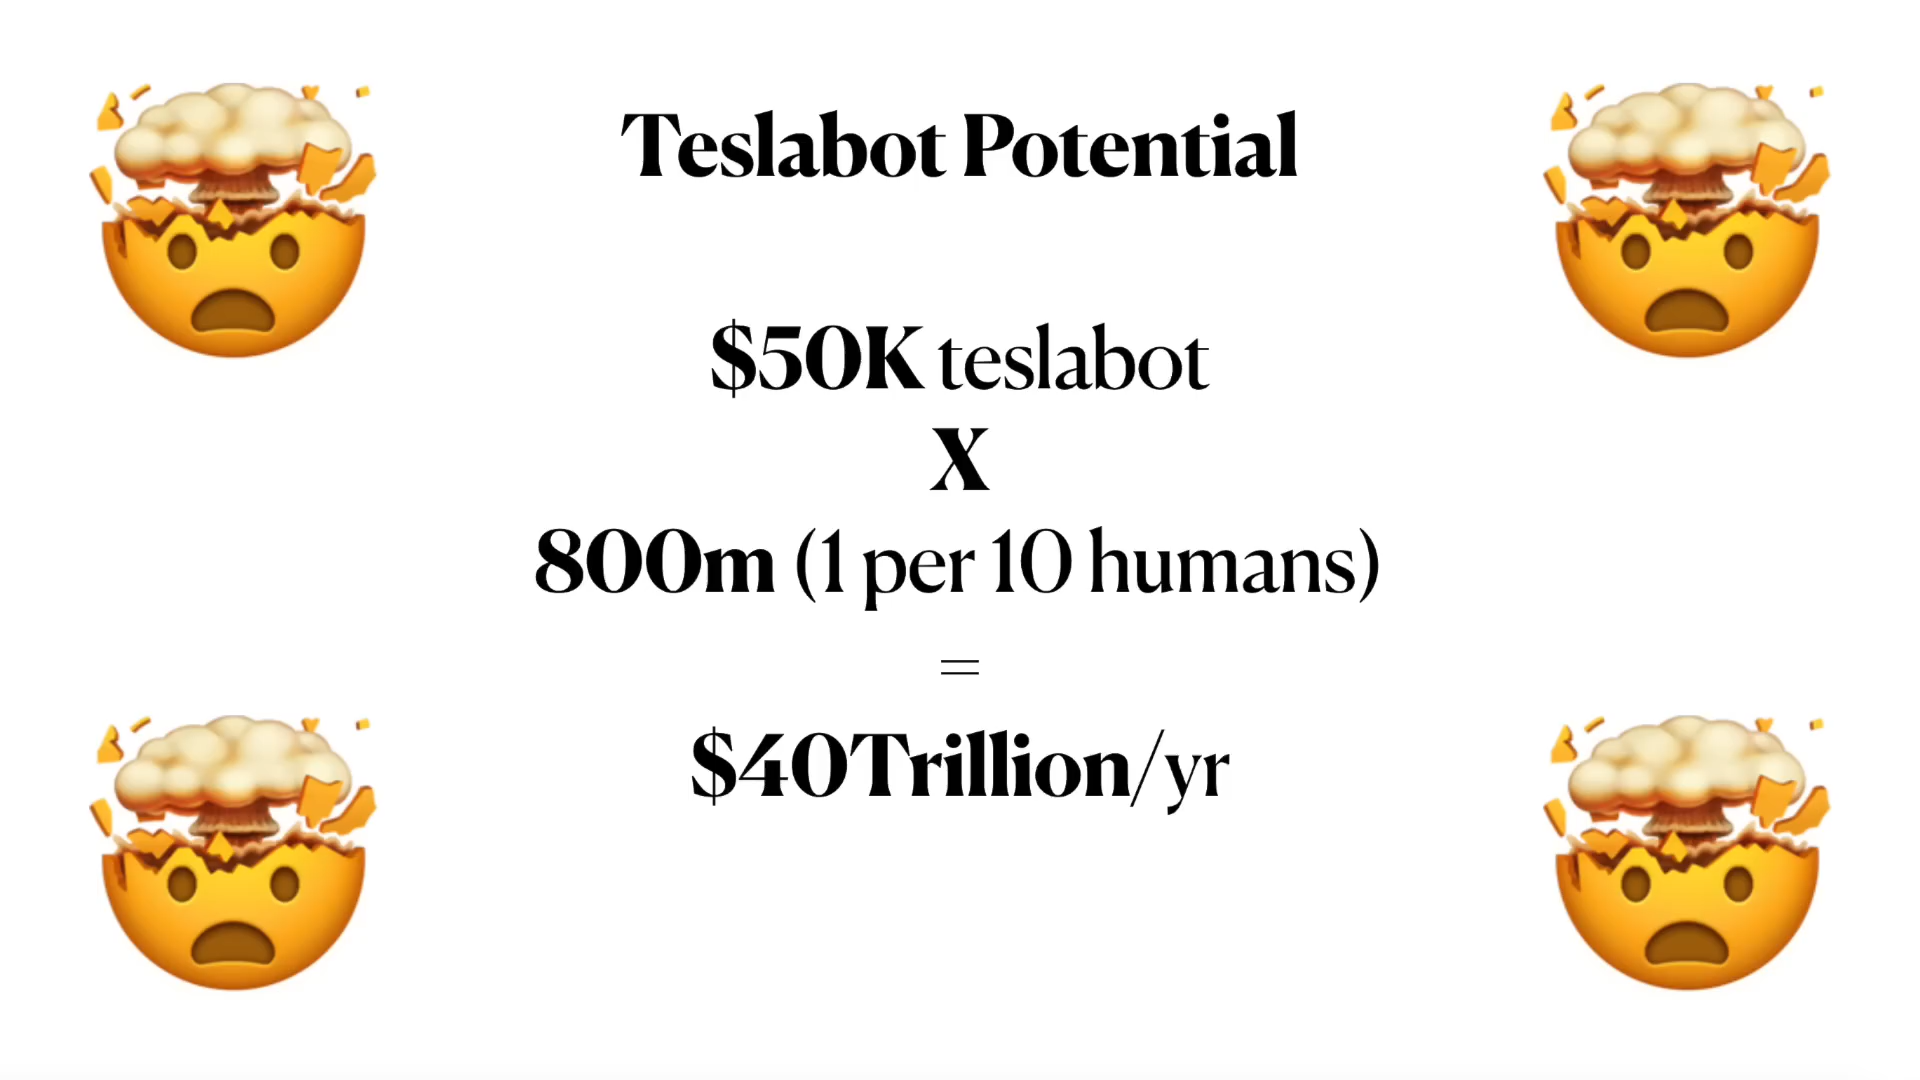 Teslabot Potential
$50K teslabot
X
800m (1 per 10 humans)
=
$40Trillion/yr